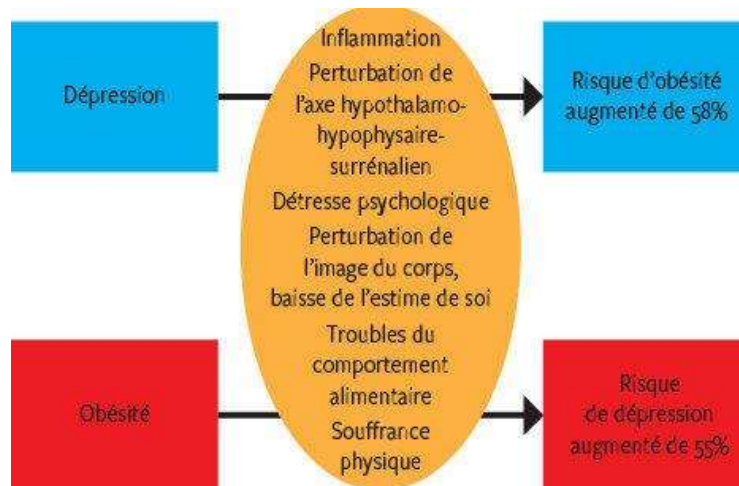 Dépression
Inflammation
Perturbation de
l'axe hypothalamo-
hypophysaire-
surrénalien
Détresse psychologique
Perturbation de
l'image du corps,
baisse de l'estime de soi
Troubles du
comportement
alimentaire
Souffrance
physique
Risque d'obésité
augmenté de 58%
Obésité
Risque
de dépression
augmenté de 55%